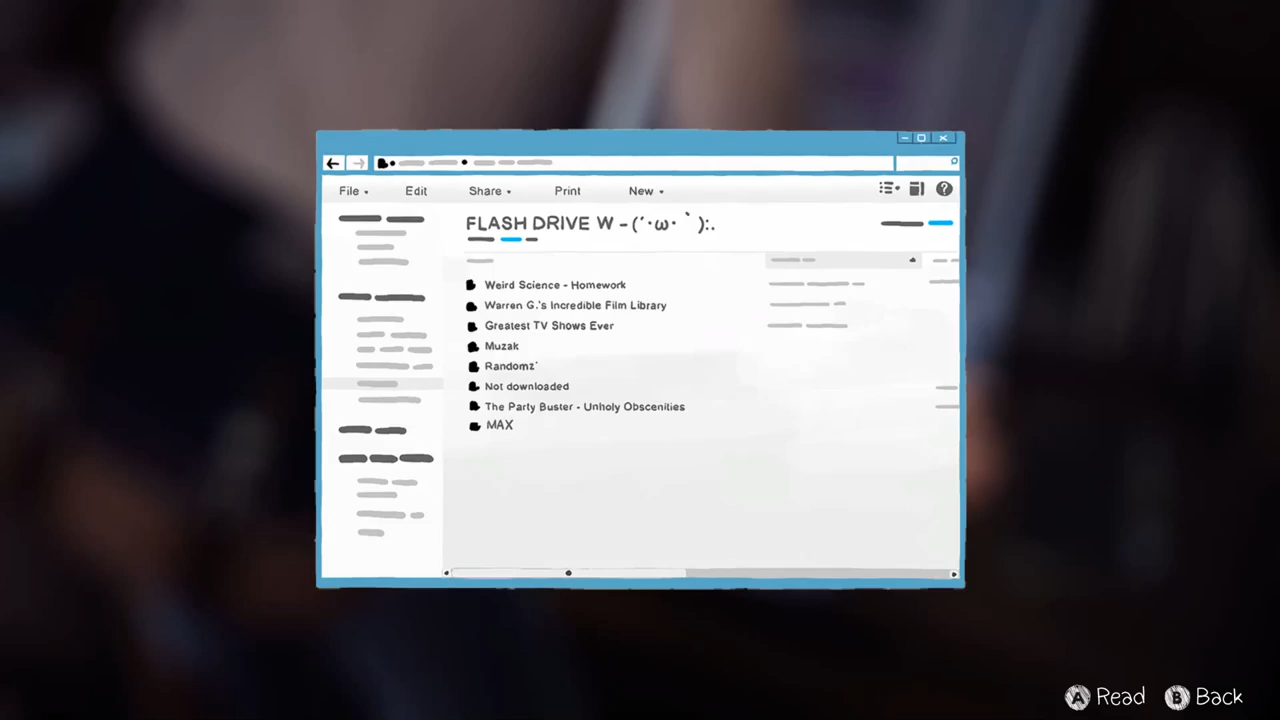 File Edit Share Print New
FLASH DRIVE W -(´･ω･`):.
Weird Science - Homework
Warren G.'s Incredible Film Library
Greatest TV Shows Ever
Muzak
Randomz'
Not downloaded
The Party Buster - Unholy Obscenities
MAX
A Read B Back